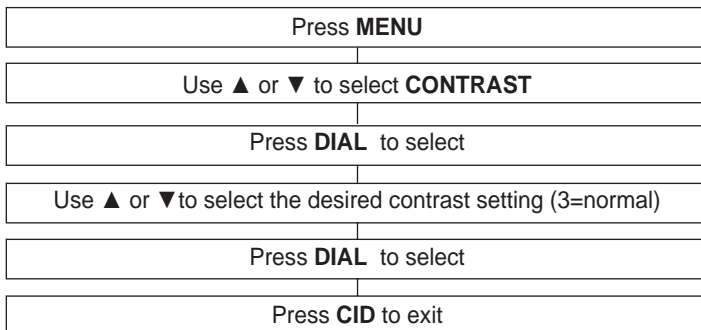 Press MENU
Use ▲ or ▼ to select CONTRAST
Press DIAL to select
Use ▲ or ▼to select the desired contrast setting (3=normal)
Press DIAL to select
Press CID to exit